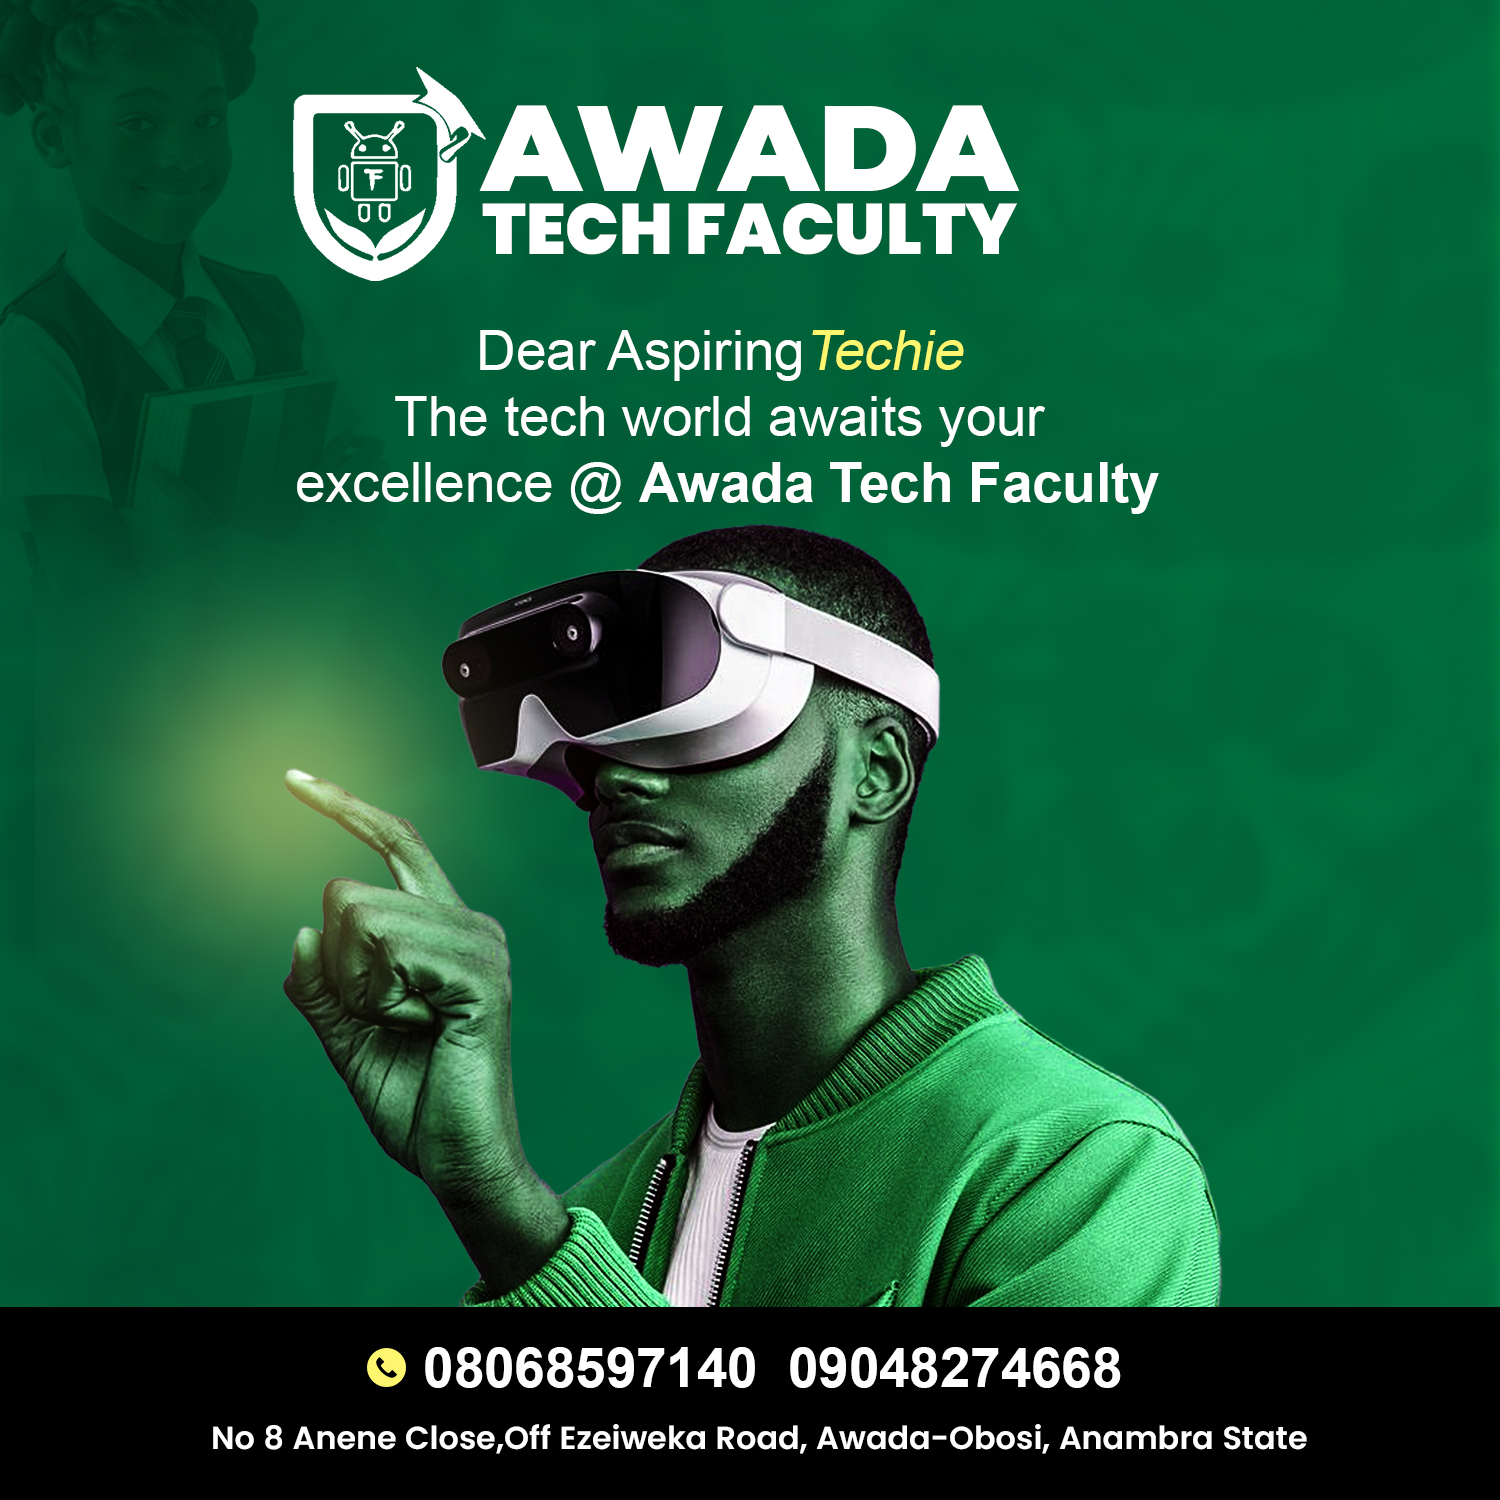 AWADA
TECH FACULTY
Dear Aspiring Techie
The tech world awaits your
excellence @ Awada Tech Faculty
08068597140 09048274668
No 8 Anene Close,Off Ezeiweka Road, Awada-Obosi, Anambra State